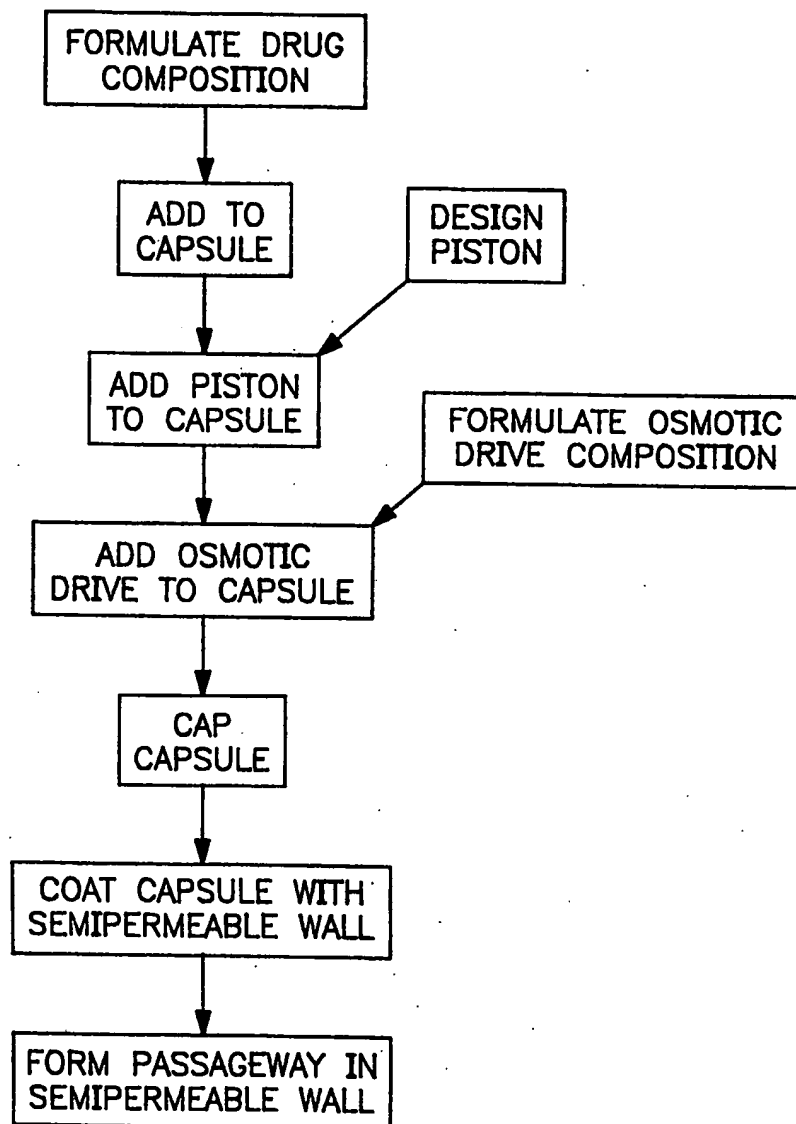 FORMULATE DRUG
COMPOSITION
ADD TO
CAPSULE
DESIGN
PISTON
ADD PISTON
TO CAPSULE
FORMULATE OSMOTIC
DRIVE COMPOSITION
ADD OSMOTIC
DRIVE TO CAPSULE
CAP
CAPSULE
COAT CAPSULE WITH
SEMIPERMEABLE WALL
FORM PASSAGEWAY IN
SEMIPERMEABLE WALL